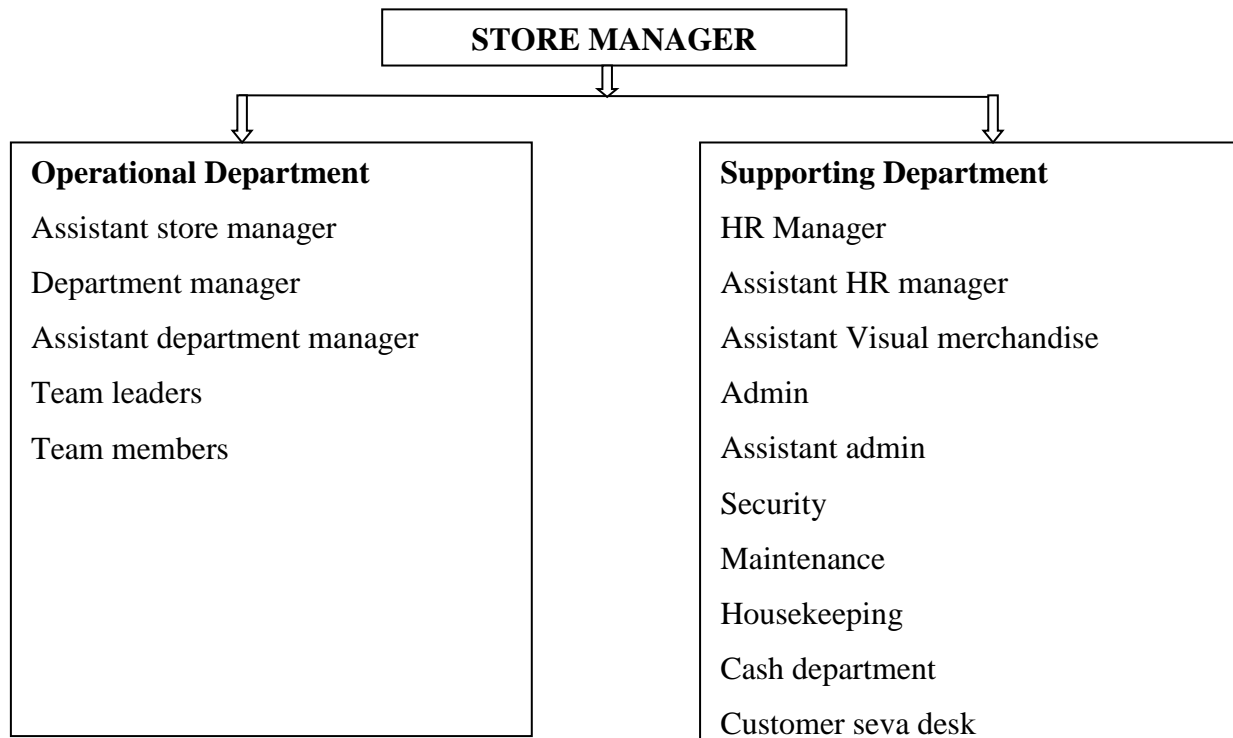 STORE MANAGER
Operational Department
Assistant store manager
Department manager
Assistant department manager
Team leaders
Team members
Supporting Department
HR Manager
Assistant HR manager
Assistant Visual merchandise
Admin
Assistant admin
Security
Maintenance
Housekeeping
Cash department
Customer seva desk